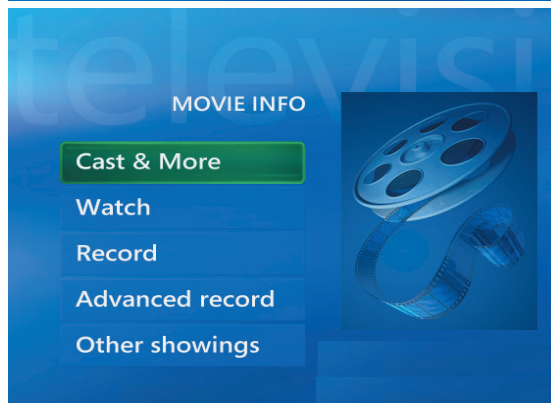 televisi
MOVIE INFO
Cast & More
Watch
Record
Advanced record
Other showings